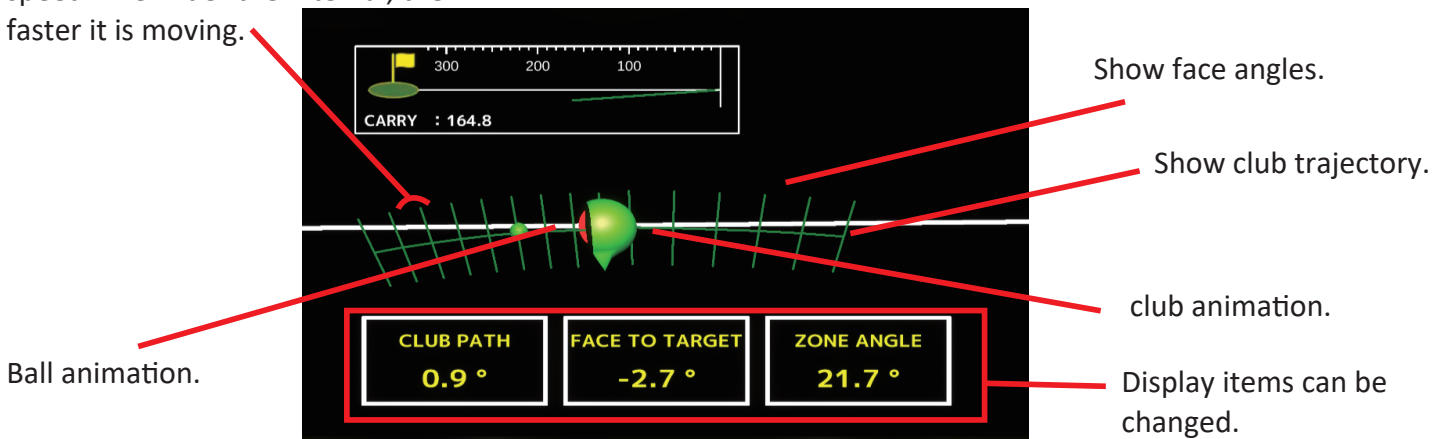 faster it is moving.
300 200 100
CARRY : 164.8
Show face angles.
Show club trajectory.
club animation.
CLUB PATH
0.9 °
FACE TO TARGET
-2.7 °
ZONE ANGLE
21.7 °
Ball animation.
Display items can be
changed.